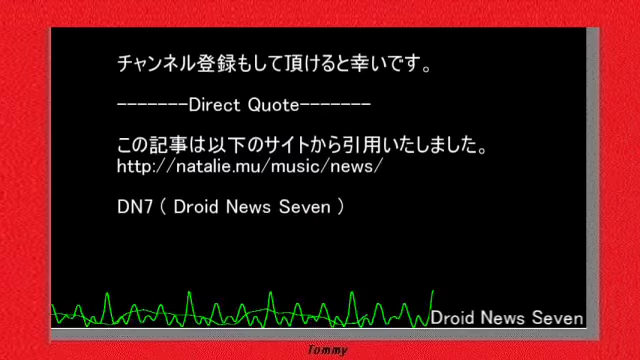 チャンネル登録もして頂けると幸いです。
-------Direct Quote-------
この記事は以下のサイトから引用いたしました。
http://natalie.mu/music/news/
DN7 ( Droid News Seven )
Droid News Seven
Tommy